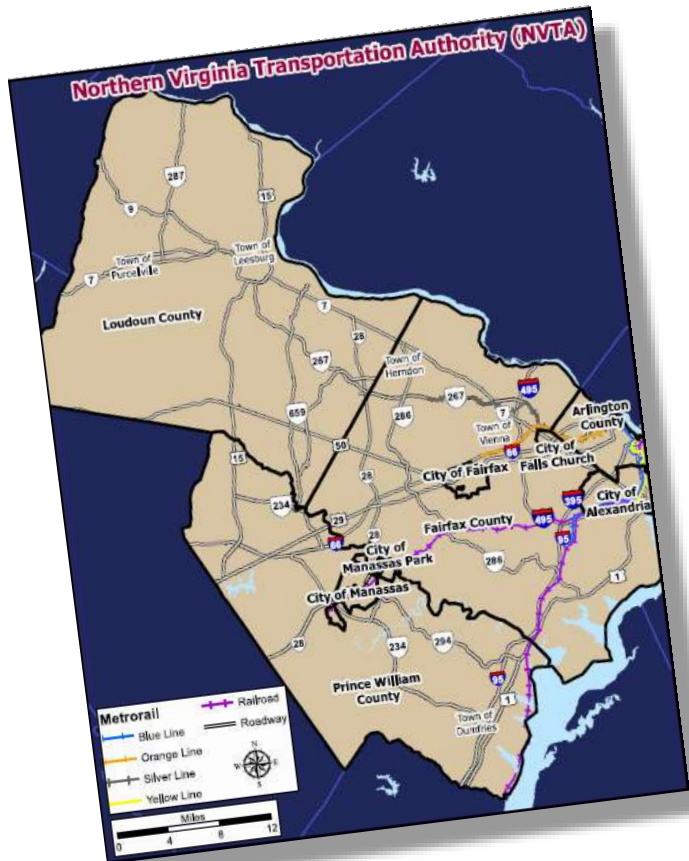 Northern Virginia Transportation Authority (NVTA)
287
15
9
Town of
Leesburg
Town of
Purcelville
7
Loudoun County
7
28
267
Town of
Herndon
495
659
286
267
7
Arlington
County
Town of
Vienna
50
66
City of
Falls Church
15
28
City of Fairfax
234
29
395
City of
Alexandria
Fairfax County
495
66
28
95
City of
Manassas Park
286
1
City of Manassas
28
234
294
Prince William
County
95
1
Town of
Dumfries
Metrorail
Blue Line
Orange Line
Silver Line
Yellow Line
Railroad
Roadway
N
W E
S
Miles
0 4 8 12